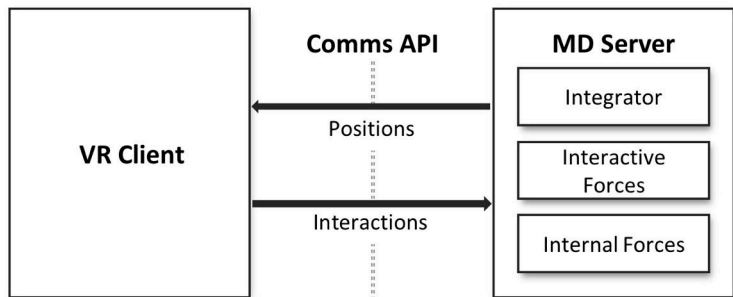 VR Client
Comms API
Positions
Interactions
MD Server
Integrator
Interactive
Forces
Internal Forces